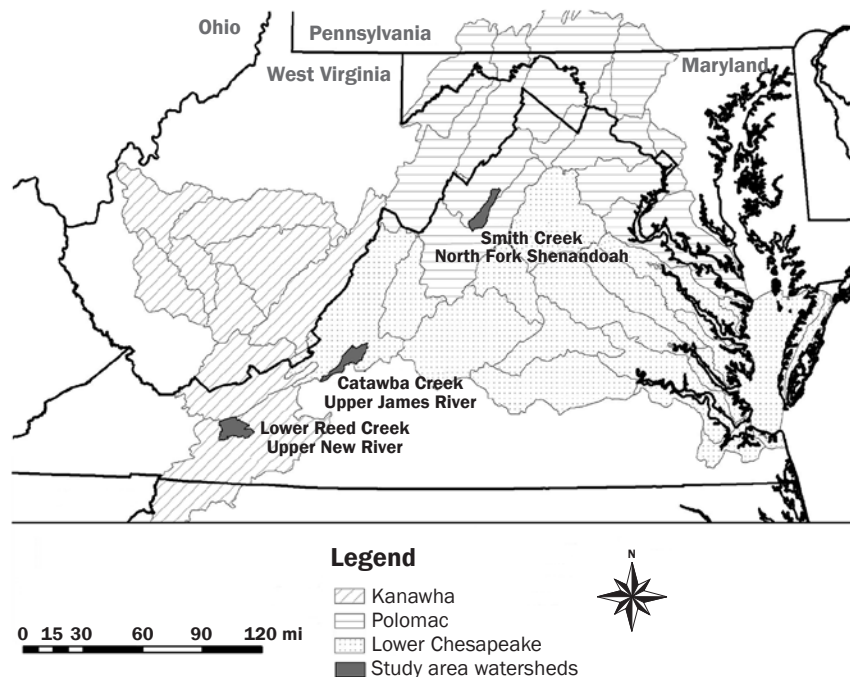 Ohio
Pennsylvania
West Virginia
Maryland
Smith Creek
North Fork Shenandoah
Catawba Creek
Upper James River
Lower Reed Creek
Upper New River
Legend
Kanawha
Polomac
Lower Chesapeake
Study area watersheds
0 15 30 60 90 120 mi
N